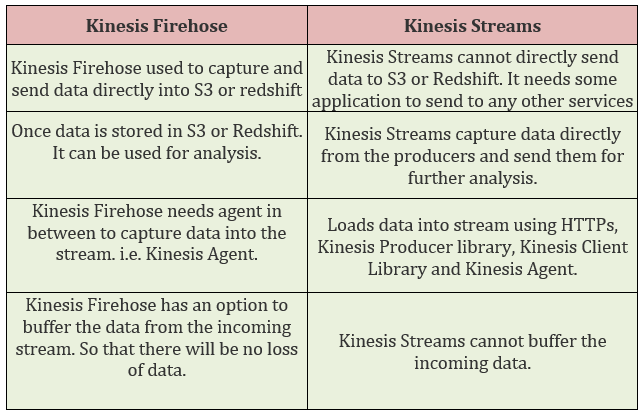 Kinesis Firehose
Kinesis Streams
Kinesis Firehose used to capture and
send data directly into S3 or redshift
Kinesis Streams cannot directly send
data to S3 or Redshift. It needs some
application to send to any other services
Once data is stored in S3 or Redshift.
It can be used for analysis.
Kinesis Streams capture data directly
from the producers and send them for
further analysis.
Kinesis Firehose needs agent in
between to capture data into the
stream. i.e. Kinesis Agent.
Loads data into stream using HTTPs,
Kinesis Producer library, Kinesis Client
Library and Kinesis Agent.
Kinesis Firehose has an option to
buffer the data from the incoming
stream. So that there will be no loss
of data.
Kinesis Streams cannot buffer the
incoming data.